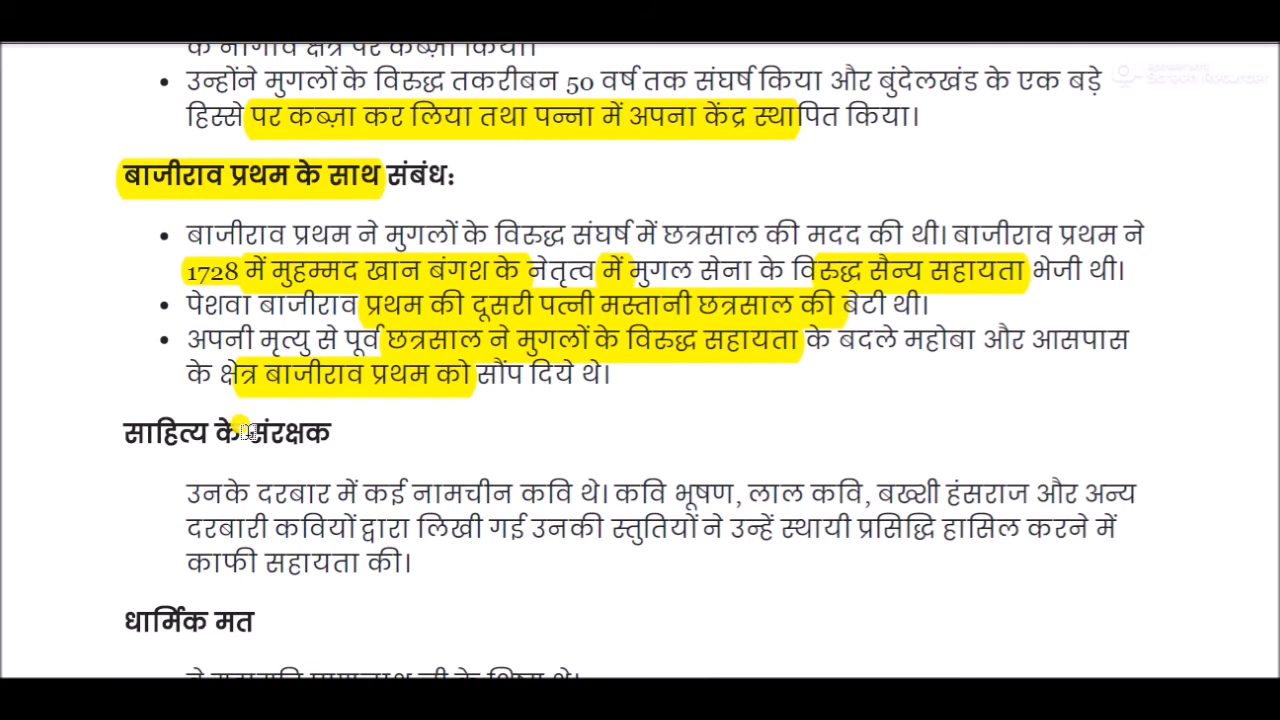 के नागाव क्षेत्र पर कब्ज़ा किया।
• उन्होंने मुगलों के विरुद्ध तकरीबन 50 वर्ष तक संघर्ष किया और बुंदेलखंड के एक बड़े
हिस्से पर कब्ज़ा कर लिया तथा पन्ना में अपना केंद्र स्थापित किया।
बाजीराव प्रथम के साथ संबंध:
• बाजीराव प्रथम ने मुगलों के विरुद्ध संघर्ष में छत्रसाल की मदद की थी। बाजीराव प्रथम ने
1728 में मुहम्मद खान बंगश के नेतृत्व में मुगल सेना के विरुद्ध सैन्य सहायता भेजी थी।
• पेशवा बाजीराव प्रथम की दूसरी पत्नी मस्तानी छत्रसाल की बेटी थी।
• अपनी मृत्यु से पूर्व छत्रसाल ने मुगलों के विरुद्ध सहायता के बदले महोबा और आसपास
के क्षेत्र बाजीराव प्रथम को सौंप दिये थे।
साहित्य के संरक्षक
उनके दरबार में कई नामचीन कवि थे। कवि भूषण, लाल कवि, बख्शी हंसराज और अन्य
दरबारी कवियों द्वारा लिखी गई उनकी स्तुतियों ने उन्हें स्थायी प्रसिद्धि हासिल करने में
काफी सहायता की।
धार्मिक मत